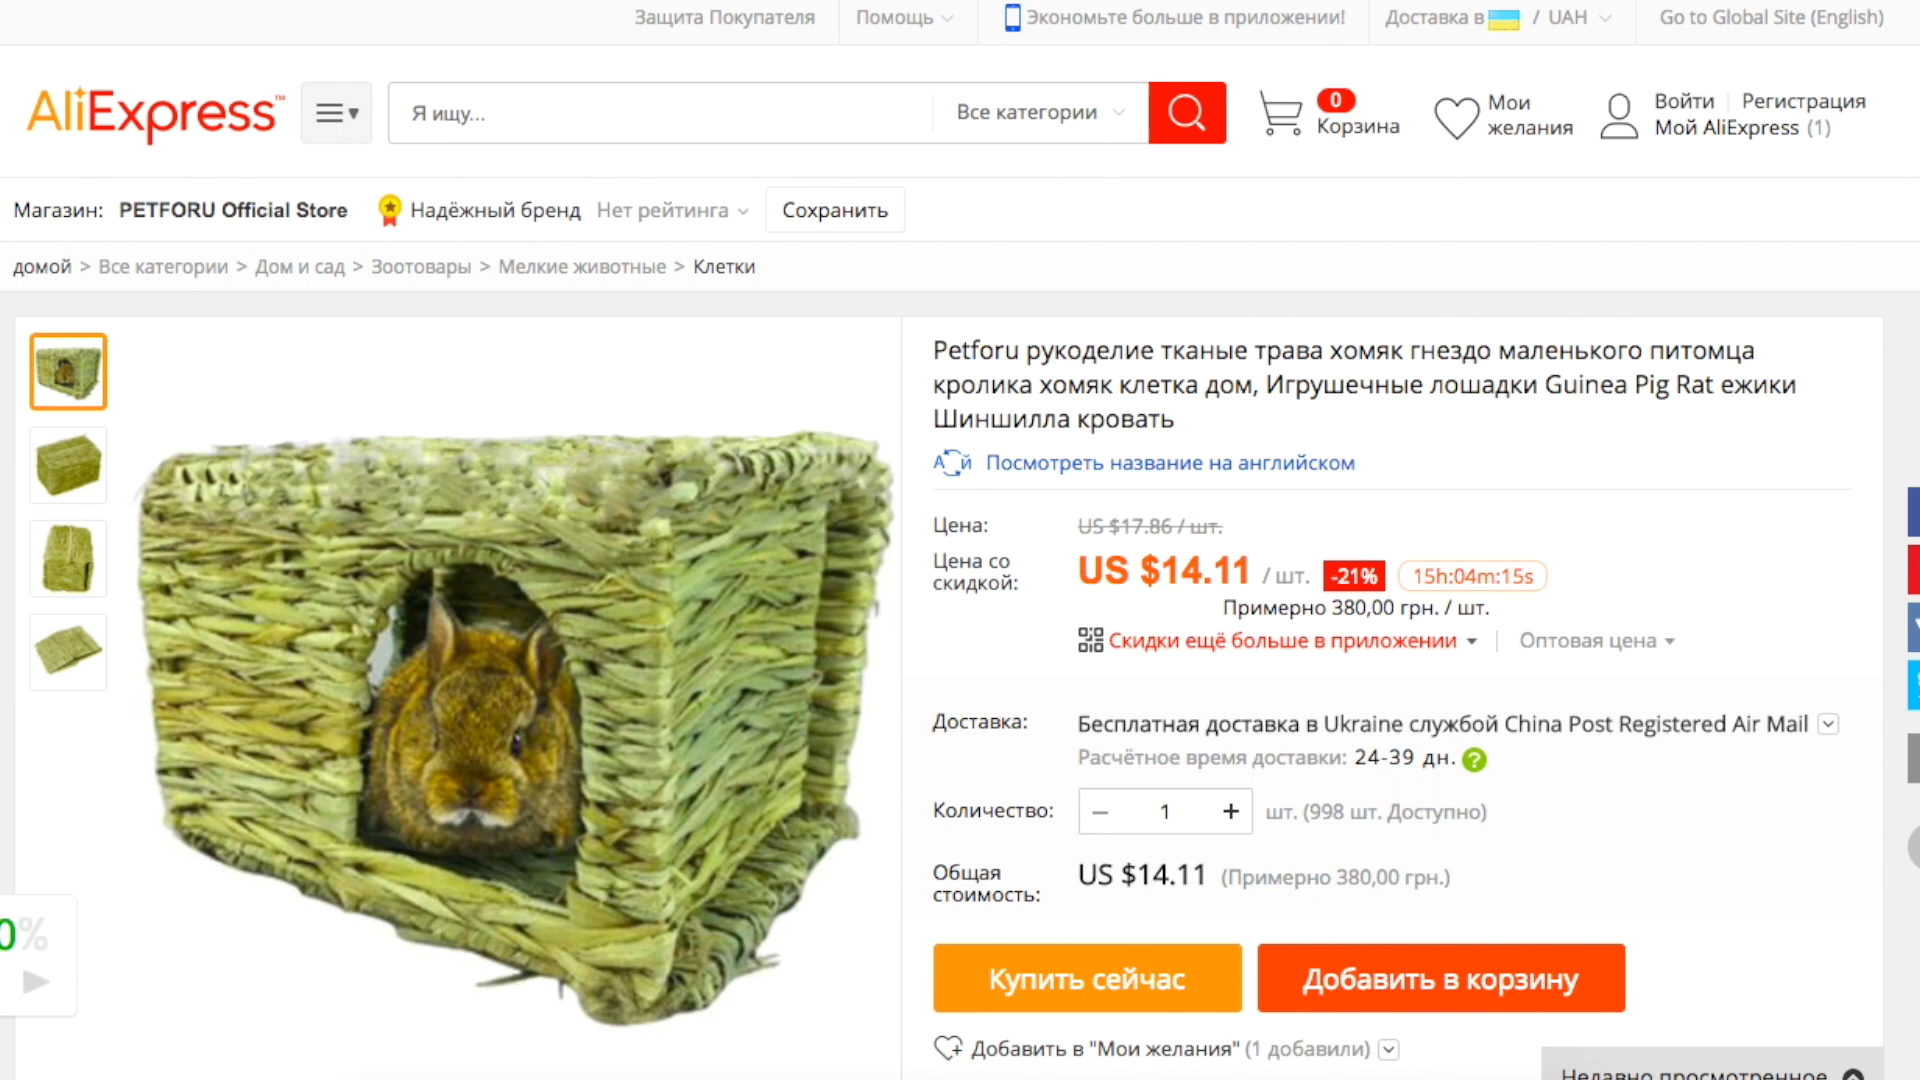 Защита Покупателя
Помощь
Экономьте больше в приложении!
Доставка в / UAH
Go to Global Site (English)
AliExpress™
Я ищу...
Все категории
0
Корзина
Мои
желания
Войти | Регистрация
Мой AliExpress (1)
Магазин: PETFORU Official Store Надёжный бренд Нет рейтинга Сохранить
домой > Все категории > Дом и сад > Зоотовары > Мелкие животные > Клетки
Petforu рукоделие тканые трава хомяк гнездо маленького питомца
кролика хомяк клетка дом, Игрушечные лошадки Guinea Pig Rat ежики
Шиншилла кровать
Посмотреть название на английском
Цена: US $17.86 / шт.
Цена со
скидкой:
US $14.11 / шт. -21% 15h:04m:15s
Примерно 380,00 грн. / шт.
Скидки ещё больше в приложении
Оптовая цена
Доставка: Бесплатная доставка в Ukraine службой China Post Registered Air Mail
Расчётное время доставки: 24-39 дн. ?
Количество: – 1 + шт. (998 шт. Доступно)
Общая
стоимость:
US $14.11 (Примерно 380,00 грн.)
0%
Купить сейчас
Добавить в корзину
Добавить в "Мои желания" (1 добавили)
Недавно просмотренное